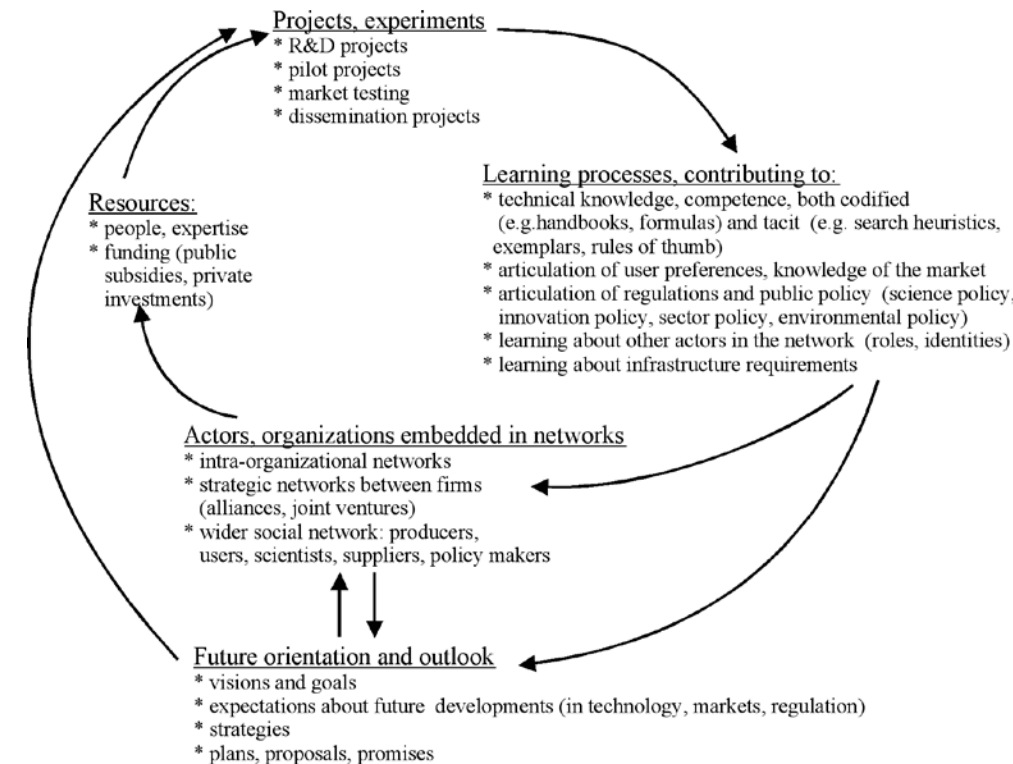 Projects, experiments
* R&D projects
* pilot projects
* market testing
* dissemination projects
Learning processes, contributing to:
* technical knowledge, competence, both codified
(e.g.handbooks, formulas) and tacit (e.g. search heuristics,
exemplars, rules of thumb)
* articulation of user preferences, knowledge of the market
* articulation of regulations and public policy (science policy,
innovation policy, sector policy, environmental policy)
* learning about other actors in the network (roles, identities)
* learning about infrastructure requirements
Resources:
* people, expertise
* funding (public
subsidies, private
investments)
Actors, organizations embedded in networks
* intra-organizational networks
* strategic networks between firms
(alliances, joint ventures)
* wider social network: producers,
users, scientists, suppliers, policy makers
Future orientation and outlook
* visions and goals
* expectations about future developments (in technology, markets, regulation)
* strategies
* plans, proposals, promises